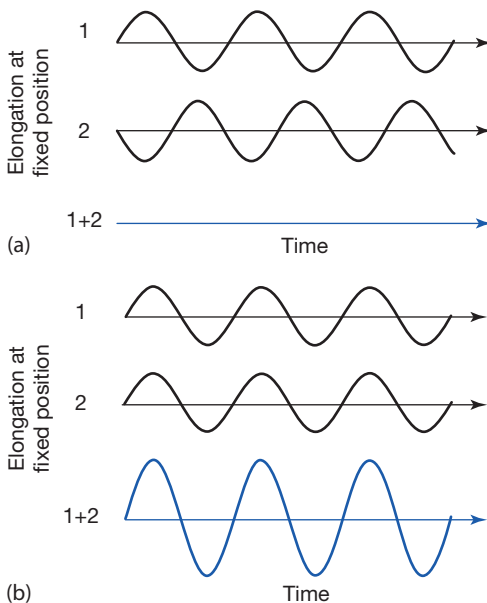 Elongation at
fixed position
1
2
1+2
(a)
Time
Elongation at
fixed position
1
2
1+2
(b)
Time